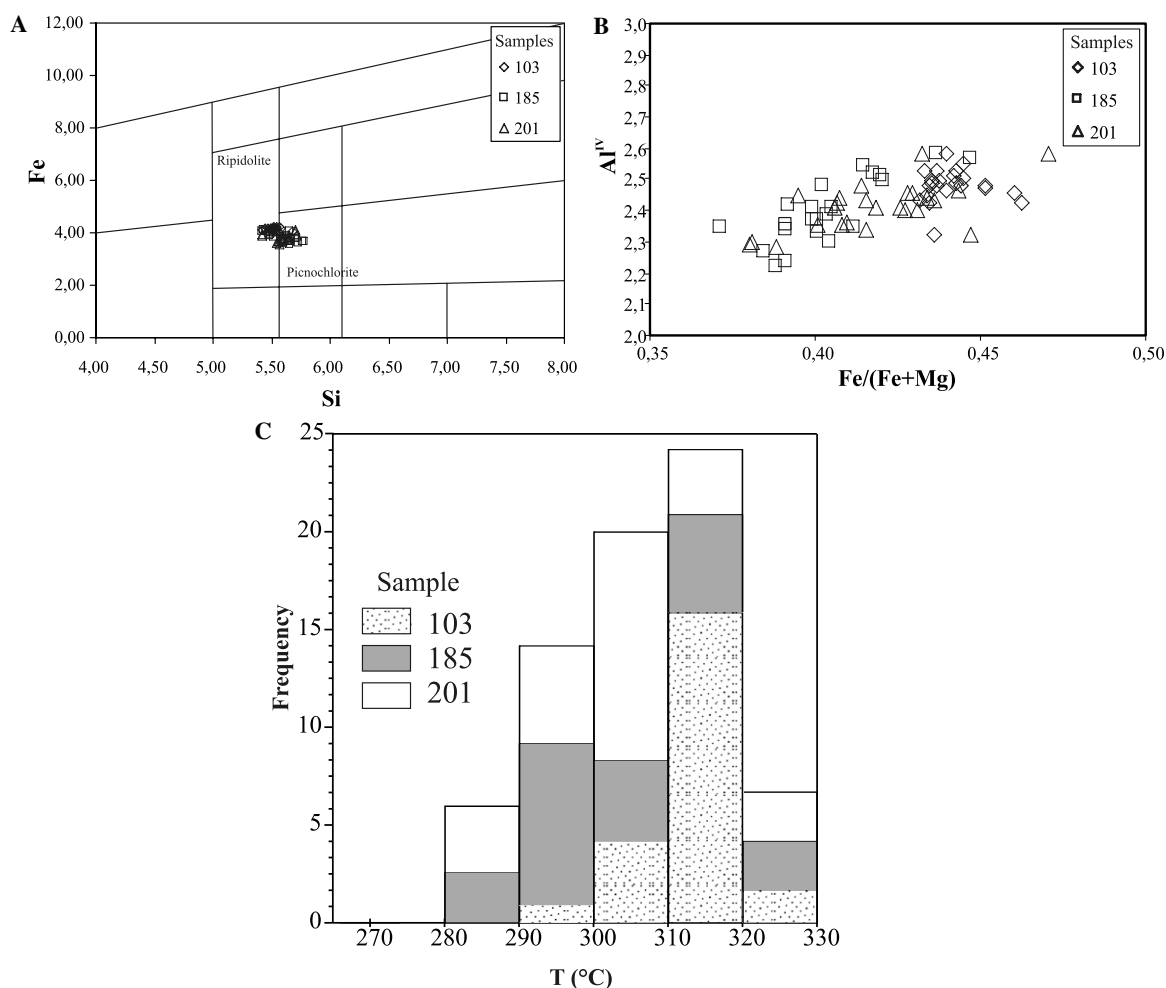 A
12,00
10,00
8,00
6,00
4,00
2,00
0,00
Fe
4,00 4,50 5,00 5,50 6,00 6,50 7,00 7,50 8,00
Si
Ripidolite
Picnochlorite
Samples
103
185
201
B
3,0
2,9
2,8
2,7
2,6
2,5
2,4
2,3
2,2
2,1
2,0
Al^IV
0,35 0,40 0,45 0,50
Fe/(Fe+Mg)
Samples
103
185
201
C
25
20
15
10
5
0
Frequency
Sample
103
185
201
270 280 290 300 310 320 330
T (°C)